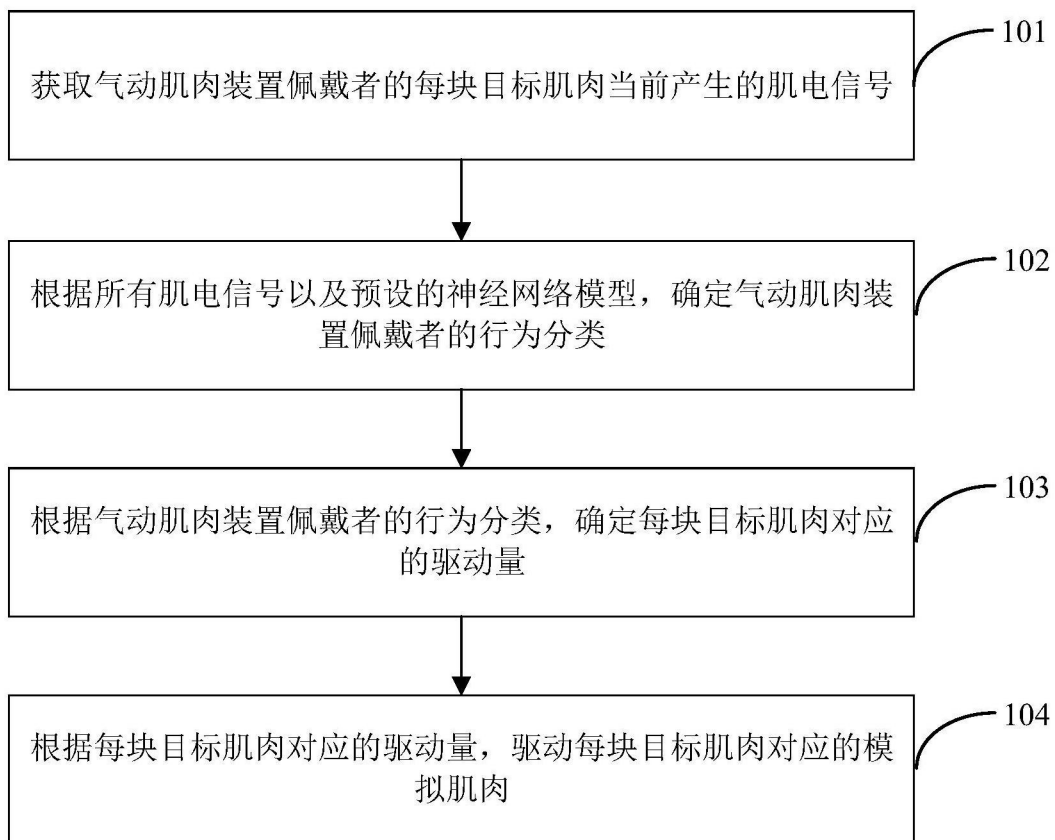 获取气动肌肉装置佩戴者的每块目标肌肉当前产生的肌电信号
101
根据所有肌电信号以及预设的神经网络模型，确定气动肌肉装
置佩戴者的行为分类
102
根据气动肌肉装置佩戴者的行为分类，确定每块目标肌肉对应
的驱动量
103
根据每块目标肌肉对应的驱动量，驱动每块目标肌肉对应的模
拟肌肉
104